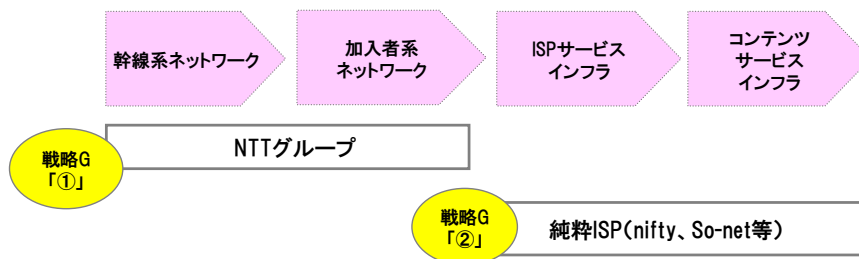 幹線系ネットワーク
加入者系
ネットワーク
ISPサービス
インフラ
コンテンツ
サービス
インフラ
戦略G
「①」
NTTグループ
戦略G
「②」
純粋ISP(nifty、So-net等)